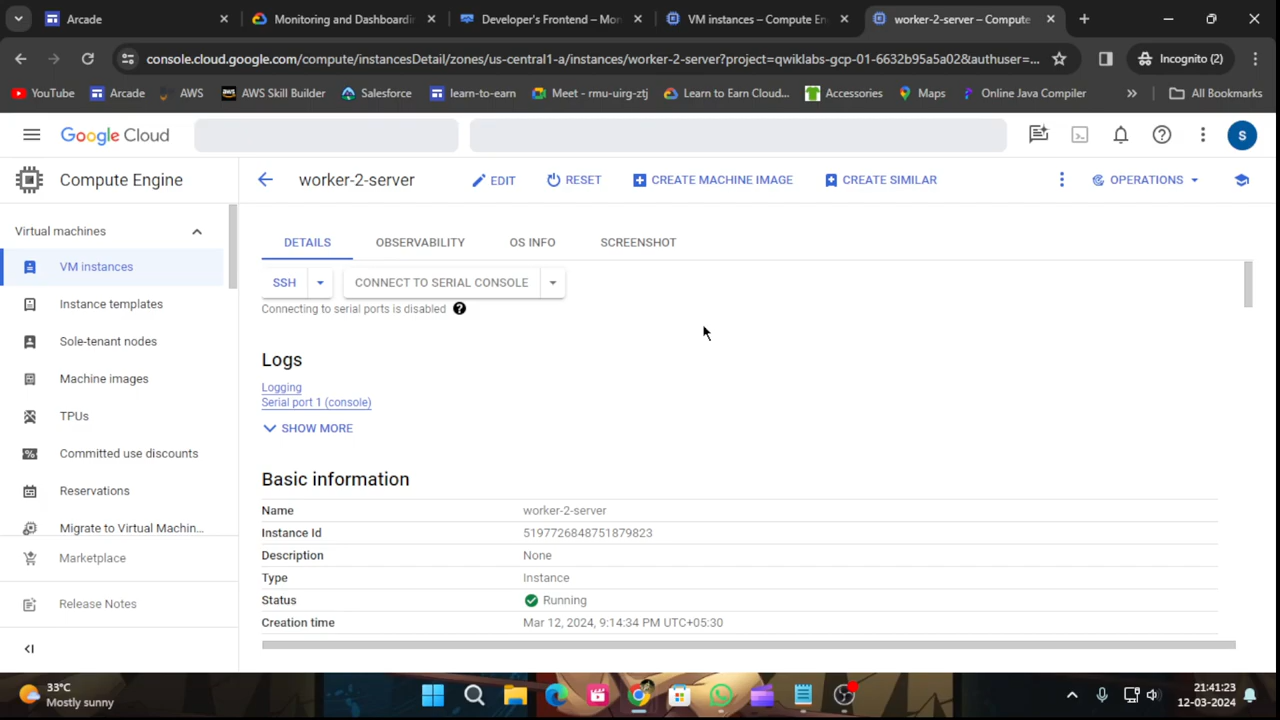 Arcade
Monitoring and Dashboardin
Developer's Frontend – Mon
VM instances – Compute En
worker-2-server – Compute
console.cloud.google.com/compute/instancesDetail/zones/us-central1-a/instances/worker-2-server?project=qwiklabs-gcp-01-6632b95a5a02&authuser=...
Incognito (2)
YouTube
Arcade
AWS
AWS Skill Builder
Salesforce
learn-to-earn
Meet - rmu-uirg-ztj
Learn to Earn Cloud...
Accessories
Maps
Online Java Compiler
»
All Bookmarks
Google Cloud
S
Compute Engine
worker-2-server
EDIT
RESET
CREATE MACHINE IMAGE
CREATE SIMILAR
OPERATIONS
Virtual machines
VM instances
Instance templates
Sole-tenant nodes
Machine images
TPUs
Committed use discounts
Reservations
Migrate to Virtual Machin...
Marketplace
Release Notes
DETAILS
OBSERVABILITY
OS INFO
SCREENSHOT
SSH
CONNECT TO SERIAL CONSOLE
Connecting to serial ports is disabled
Logs
Logging
Serial port 1 (console)
SHOW MORE
Basic information
Name worker-2-server
Instance Id 5197726848751879823
Description None
Type Instance
Status Running
Creation time Mar 12, 2024, 9:14:34 PM UTC+05:30
33°C
Mostly sunny
21:41:23
12-03-2024